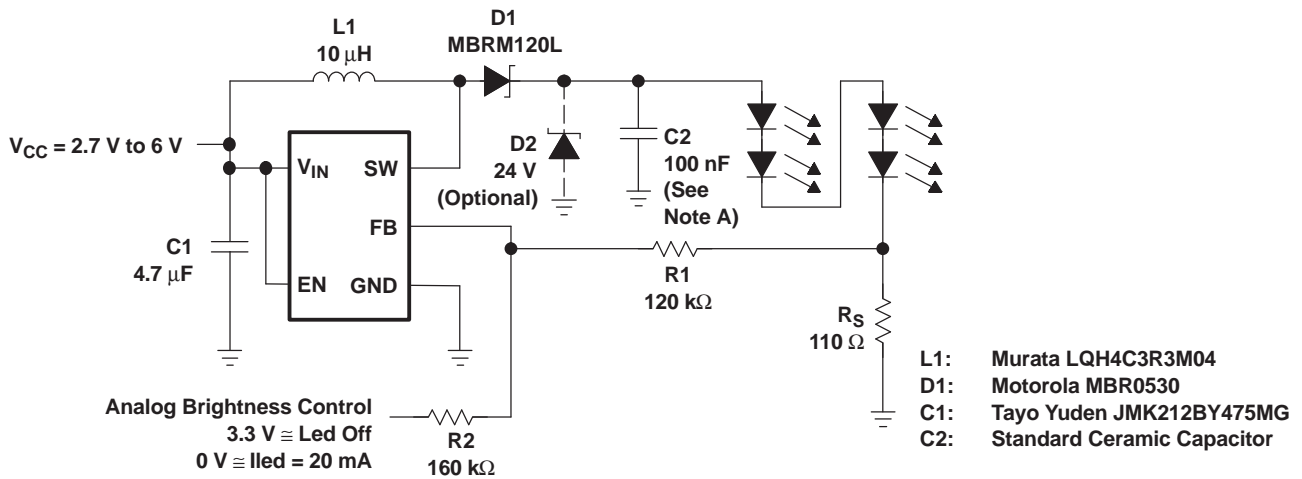 D1
MBRM120L
L1
10 μH
VCC = 2.7 V to 6 V
VIN
SW
FB
EN
GND
C1
4.7 μF
D2
24 V
(Optional)
C2
100 nF
(See
Note A)
R1
120 kΩ
RS
110 Ω
Analog Brightness Control
3.3 V ≅ Led Off
0 V ≅ Iled = 20 mA
R2
160 kΩ
L1: Murata LQH4C3R3M04
D1: Motorola MBR0530
C1: Tayo Yuden JMK212BY475MG
C2: Standard Ceramic Capacitor